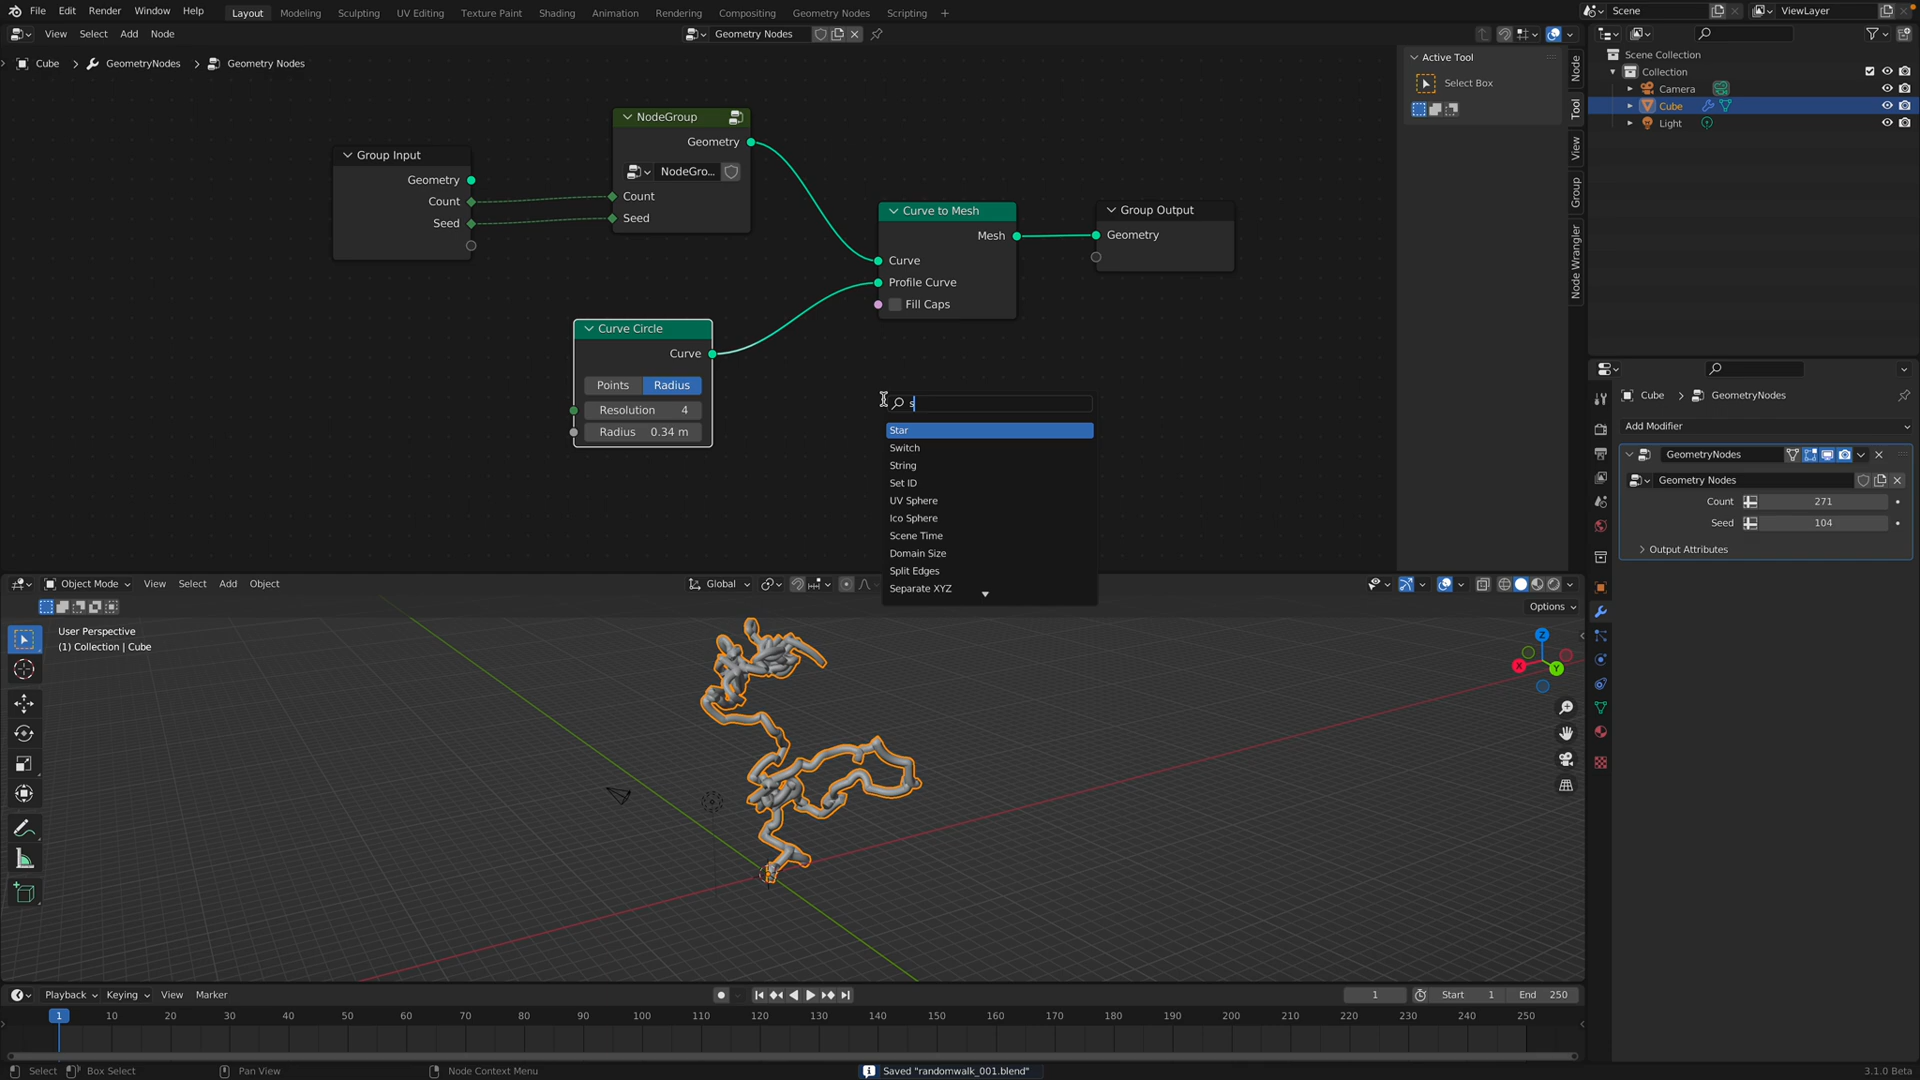 File Edit Render Window Help Layout Modeling Sculpting UV Editing Texture Paint Shading Animation Rendering Compositing Geometry Nodes Scripting + Scene ViewLayer
View Select Add Node Geometry Nodes
Cube GeometryNodes Geometry Nodes
Group Input
Geometry
Count
Seed
NodeGroup
Geometry
NodeGro...
Count
Seed
Curve to Mesh
Mesh
Curve
Profile Curve
Fill Caps
Group Output
Geometry
Curve Circle
Curve
Points Radius
Resolution 4
Radius 0.34 m
s
Star
Switch
String
Set ID
UV Sphere
Ico Sphere
Scene Time
Domain Size
Split Edges
Separate XYZ
Active Tool
Select Box
Node
Tool
View
Group
Node Wrangler
Scene Collection
Collection
Camera
Cube
Light
Cube GeometryNodes
Add Modifier
GeometryNodes
Geometry Nodes
Count 271
Seed 104
Output Attributes
Object Mode View Select Add Object Global
Options
User Perspective
(1) Collection | Cube
Z
X
Y
Playback Keying View Marker 1 Start 1 End 250
1 10 20 30 40 50 60 70 80 90 100 110 120 130 140 150 160 170 180 190 200 210 220 230 240 250
Select Box Select Pan View Node Context Menu Saved "randomwalk_001.blend" 3.1.0 Beta